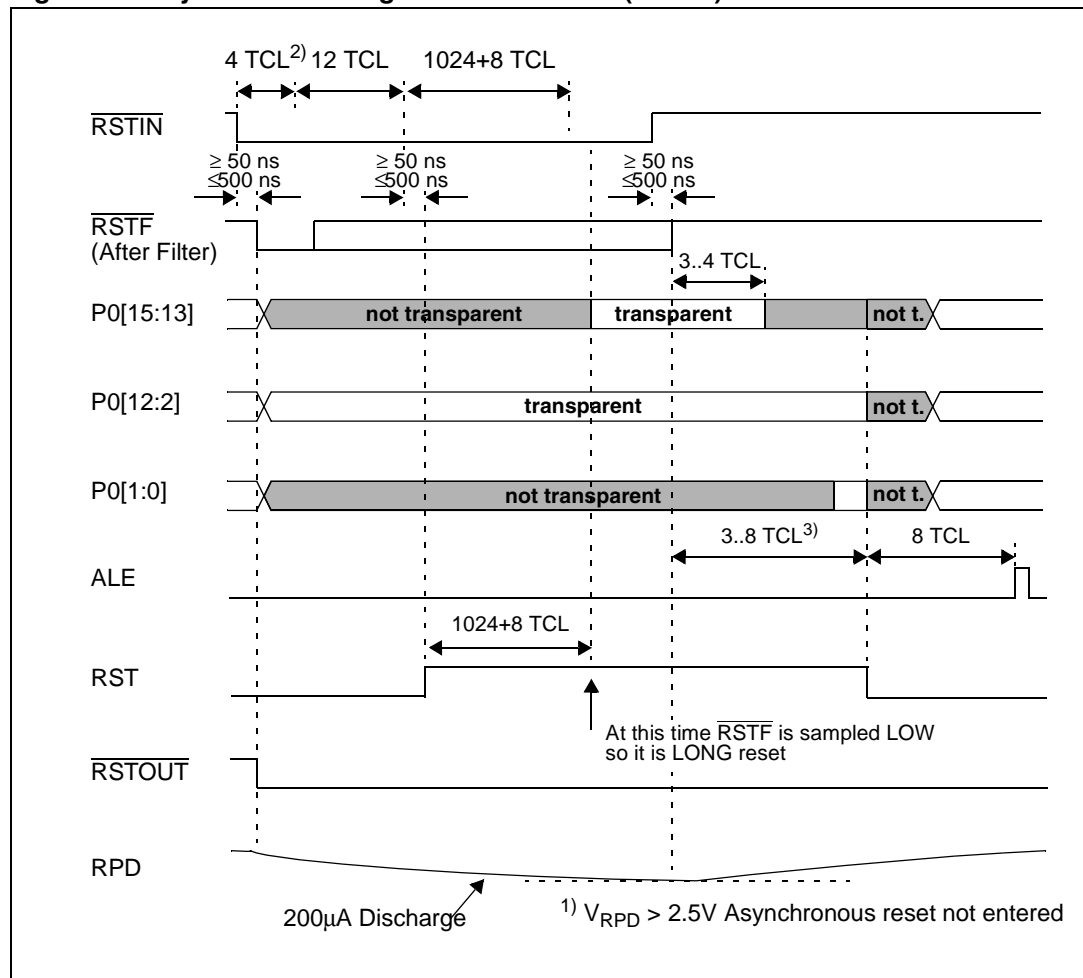 4 TCL2) 12 TCL 1024+8 TCL
RSTIN
≥ 50 ns ≥ 50 ns ≥ 50 ns
≤500 ns ≤500 ns ≤500 ns
RSTF
(After Filter)
3..4 TCL
P0[15:13] not transparent transparent not t.
P0[12:2] transparent not t.
P0[1:0] not transparent not t.
3..8 TCL3) 8 TCL
ALE
1024+8 TCL
RST
At this time RSTF is sampled LOW
so it is LONG reset
RSTOUT
RPD
200µA Discharge 1) VRPD > 2.5V Asynchronous reset not entered